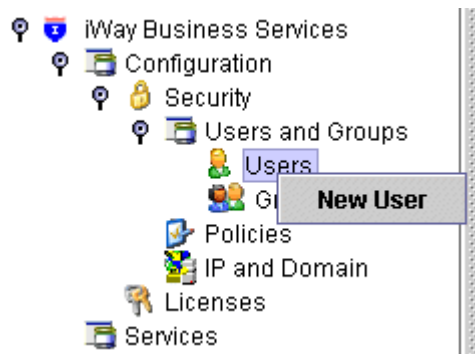 iWay Business Services
Configuration
Security
Users and Groups
Users
New User
Policies
IP and Domain
Licenses
Services